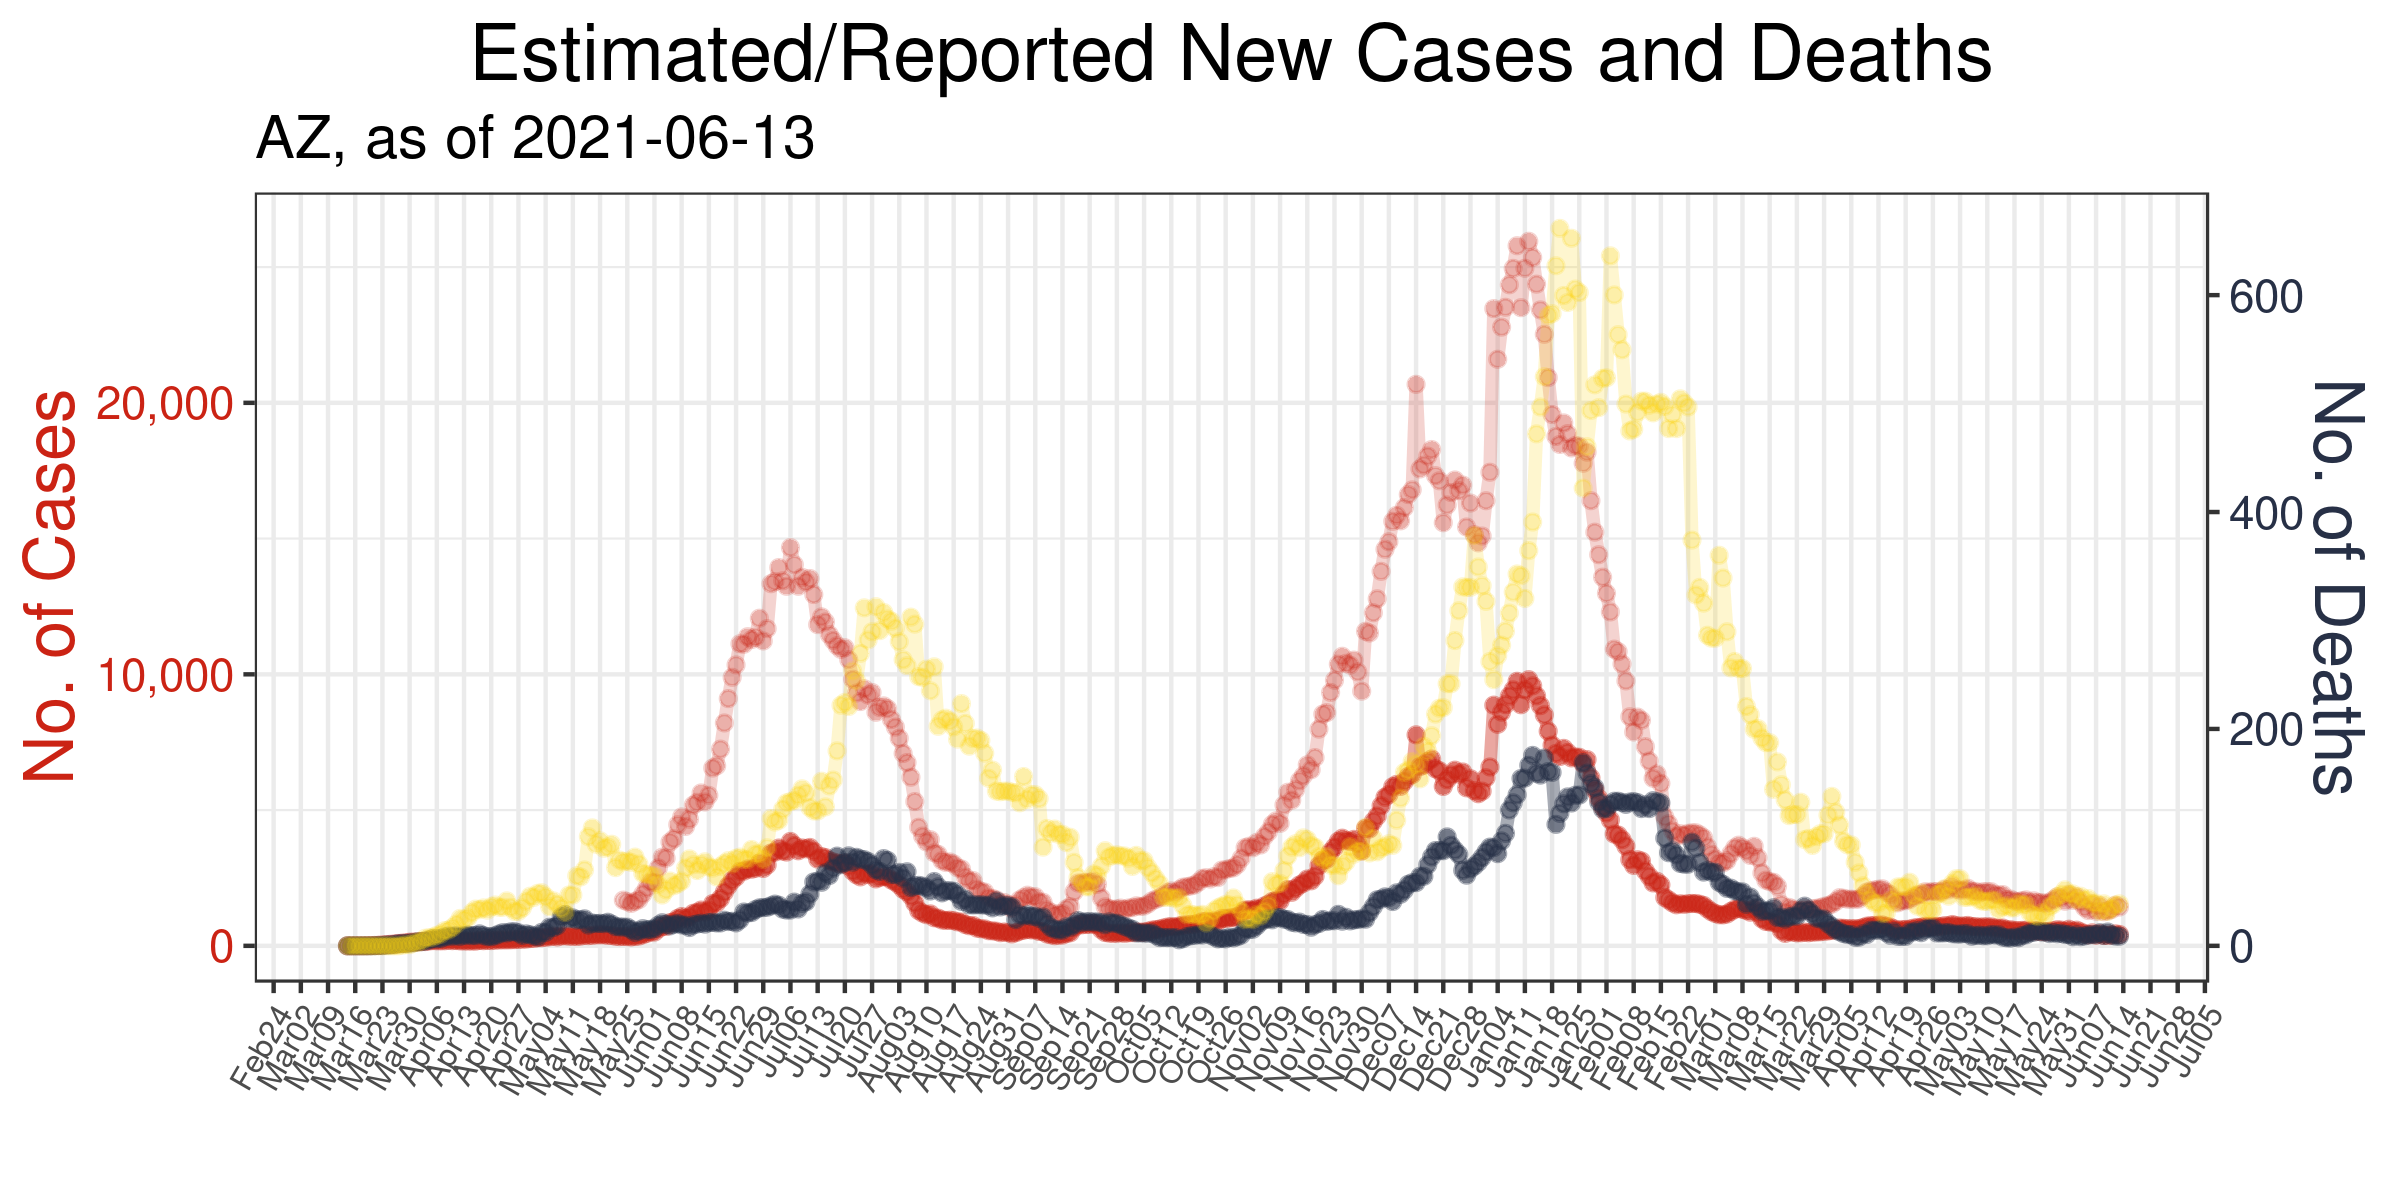 Estimated/Reported New Cases and Deaths
AZ, as of 2021-06-13
No. of Cases
20,000
10,000
0
600
400
200
0
No. of Deaths
Feb24
Mar02
Mar09
Mar16
Mar23
Mar30
Apr06
Apr13
Apr20
Apr27
May04
May11
May18
May25
Jun01
Jun08
Jun15
Jun22
Jun29
Jul06
Jul13
Jul20
Jul27
Aug03
Aug10
Aug17
Aug24
Aug31
Sep07
Sep14
Sep21
Sep28
Oct05
Oct12
Oct19
Oct26
Nov02
Nov09
Nov16
Nov23
Nov30
Dec07
Dec14
Dec21
Dec28
Jan04
Jan11
Jan18
Jan25
Feb01
Feb08
Feb15
Feb22
Mar01
Mar08
Mar15
Mar22
Mar29
Apr05
Apr12
Apr19
Apr26
May03
May10
May17
May24
May31
Jun07
Jun14
Jun21
Jun28
Jul05